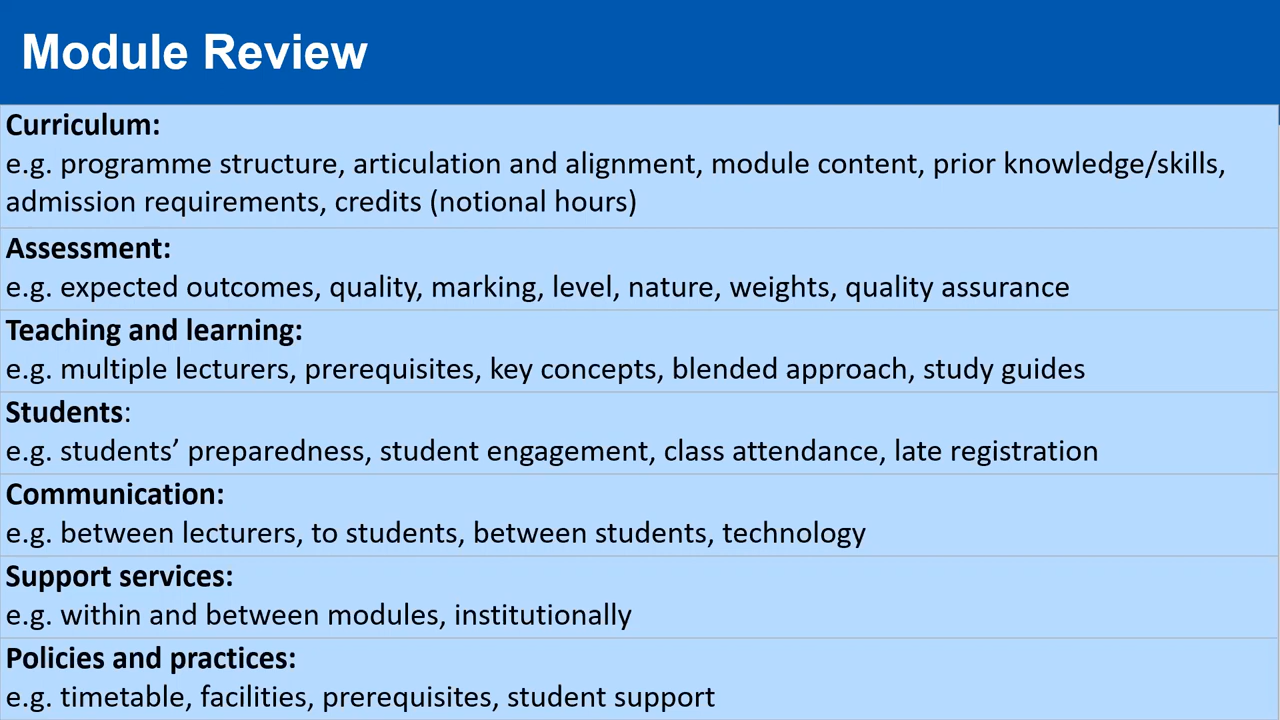 Module Review
Curriculum:
e.g. programme structure, articulation and alignment, module content, prior knowledge/skills,
admission requirements, credits (notional hours)
Assessment:
e.g. expected outcomes, quality, marking, level, nature, weights, quality assurance
Teaching and learning:
e.g. multiple lecturers, prerequisites, key concepts, blended approach, study guides
Students:
e.g. students’ preparedness, student engagement, class attendance, late registration
Communication:
e.g. between lecturers, to students, between students, technology
Support services:
e.g. within and between modules, institutionally
Policies and practices:
e.g. timetable, facilities, prerequisites, student support